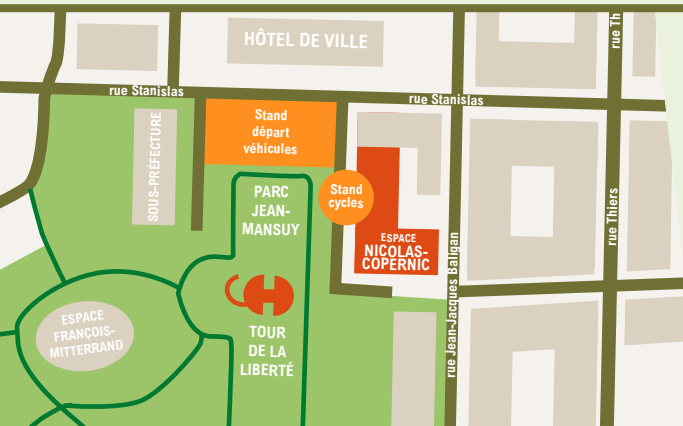 rue Th
HÔTEL DE VILLE
rue Stanislas
rue Stanislas
Stand
départ
véhicules
SOUS-PRÉFECTURE
PARC
JEAN-
MANSUY
Stand
cycles
rue Thiers
ESPACE
NICOLAS-
COPERNIC
rue Jean-Jacques Baligan
ESPACE
FRANÇOIS-
MITTERRAND
TOUR
DE LA
LIBERTÉ